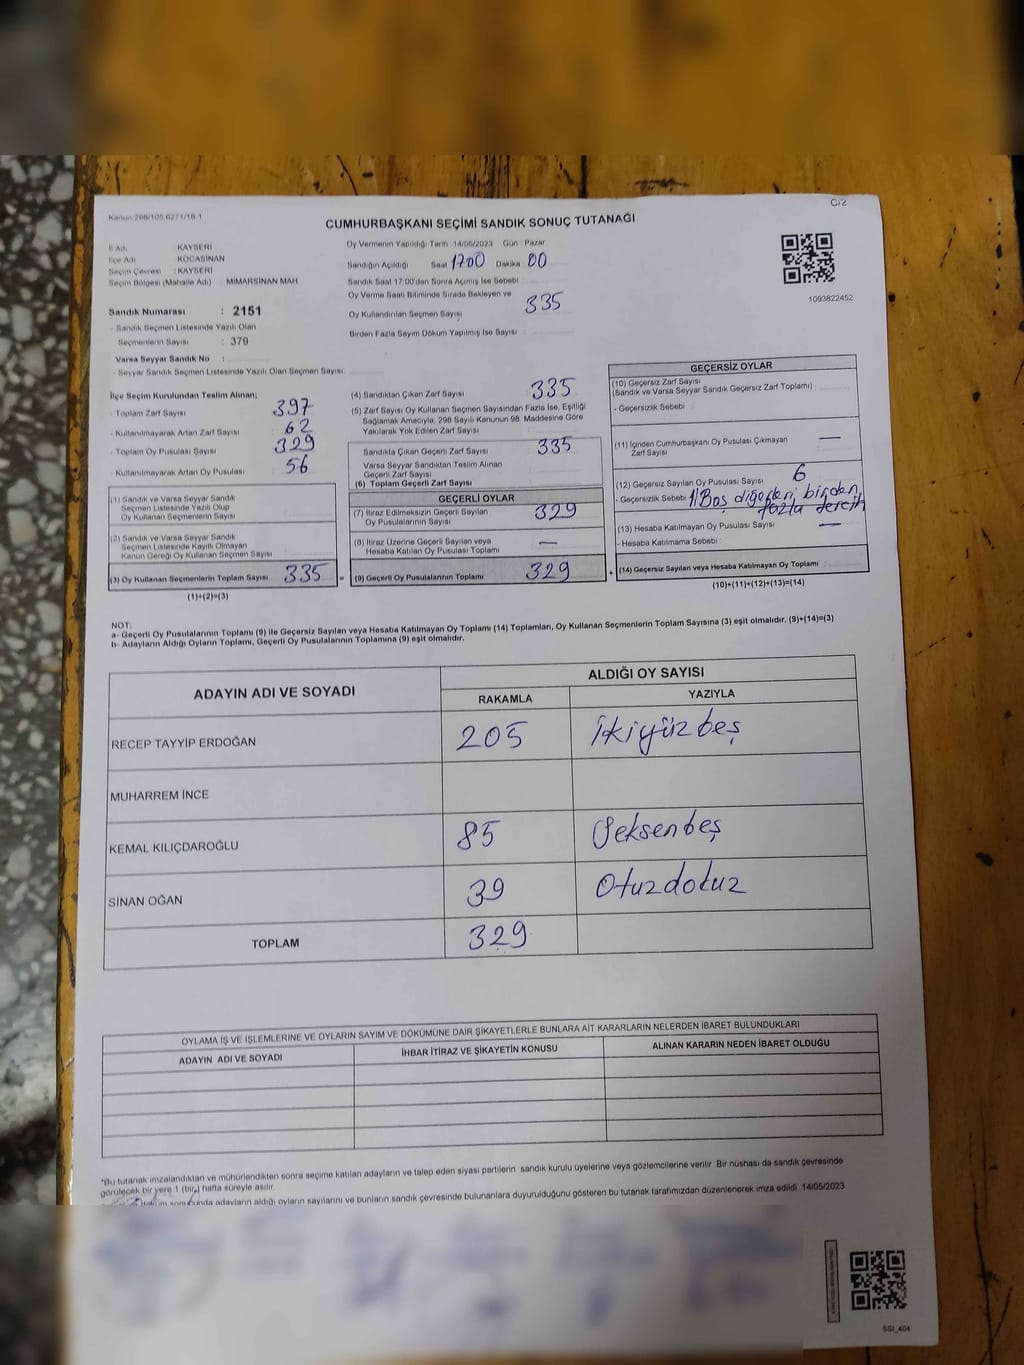 Kanun:298/105.6271/16-1
C/2
CUMHURBAŞKANI SEÇİMİ SANDIK SONUÇ TUTANAĞI
İl Adı : KAYSERİ
İlçe Adı : KOCASİNAN
Seçim Çevresi : KAYSERİ
Seçim Bölgesi (Mahalle Adı) : MİMARSİNAN MAH
Oy Vermenin Yapıldığı Tarih :14/05/2023 Gün : Pazar
Sandığın Açıldığı Saat 1700 Dakika 00
Sandık Saat 17:00'den Sonra Açılmış İse Sebebi
Oy Verme Saati Bitiminde Sırada Bekleyen ve
Oy Kullandırılan Seçmen Sayısı 335
Birden Fazla Sayım Döküm Yapılmış İse Sayısı :
1093822452
Sandık Numarası : 2151
- Sandık Seçmen Listesinde Yazılı Olan
Seçmenlerin Sayısı : 379
Varsa Seyyar Sandık No :
- Seyyar Sandık Seçmen Listesinde Yazılı Olan Seçmen Sayısı:
İlçe Seçim Kurulundan Teslim Alınan;
- Toplam Zarf Sayısı 397
- Kullanılmayarak Artan Zarf Sayısı 62
- Toplam Oy Pusulası Sayısı 329
- Kullanılmayarak Artan Oy Pusulası 56
(1) Sandık ve Varsa Seyyar Sandık
Seçmen Listesinde Yazılı Olup
Oy Kullanan Seçmenlerin Sayısı
(2) Sandık ve Varsa Seyyar Sandık
Seçmen Listesinde Kayıtlı Olmayan
Kanun Gereği Oy Kullanan Seçmen Sayısı
(3) Oy Kullanan Seçmenlerin Toplam Sayısı 335
(1)+(2)=(3)
(4) Sandıktan Çıkan Zarf Sayısı 335
(5) Zarf Sayısı Oy Kullanan Seçmen Sayısından Fazla İse, Eşitliği
Sağlamak Amacıyla, 298 Sayılı Kanunun 98. Maddesine Göre
Yakılarak Yok Edilen Zarf Sayısı
Sandıkta Çıkan Geçerli Zarf Sayısı 335
Varsa Seyyar Sandıktan Teslim Alınan
Geçerli Zarf Sayısı
(6) Toplam Geçerli Zarf Sayısı
GEÇERLİ OYLAR
(7) İtiraz Edilmeksizin Geçerli Sayılan
Oy Pusulalarının Sayısı 329
(8) İtiraz Üzerine Geçerli Sayılan veya
Hesaba Katılan Oy Pusulası Toplamı —
= (9) Geçerli Oy Pusulalarının Toplamı 329
GEÇERSİZ OYLAR
(10) Geçersiz Zarf Sayısı
(Sandık ve Varsa Seyyar Sandık Geçersiz Zarf Toplamı)
- Geçersizlik Sebebi
(11) İçinden Cumhurbaşkanı Oy Pusulası Çıkmayan
Zarf Sayısı —
(12) Geçersiz Sayılan Oy Pusulası Sayısı 6
- Geçersizlik Sebebi 1 Boş diğerleri, birden
fazla tercih
(13) Hesaba Katılmayan Oy Pusulası Sayısı —
- Hesaba Katılmama Sebebi
+ (14) Geçersiz Sayılan veya Hesaba Katılmayan Oy Toplamı
(10)+(11)+(12)+(13)=(14)
NOT:
a- Geçerli Oy Pusulalarının Toplamı (9) ile Geçersiz Sayılan veya Hesaba Katılmayan Oy Toplamı (14) Toplamları, Oy Kullanan Seçmenlerin Toplam Sayısına (3) eşit olmalıdır. (9)+(14)=(3)
b- Adayların Aldığı Oyların Toplamı, Geçerli Oy Pusulalarının Toplamına (9) eşit olmalıdır.
ADAYIN ADI VE SOYADI
ALDIĞI OY SAYISI
RAKAMLA YAZIYLA
RECEP TAYYİP ERDOĞAN 205 İkiyüzbeş
MUHARREM İNCE
KEMAL KILIÇDAROĞLU 85 Seksenbeş
SİNAN OĞAN 39 Otuzdokuz
TOPLAM 329
OYLAMA İŞ VE İŞLEMLERİNE VE OYLARIN SAYIM VE DÖKÜMÜNE DAİR ŞİKAYETLERLE BUNLARA AİT KARARLARIN NELERDEN İBARET BULUNDUKLARI
ADAYIN ADI VE SOYADI İHBAR İTİRAZ VE ŞİKAYETİN KONUSU ALINAN KARARIN NEDEN İBARET OLDUĞU
*Bu tutanak imzalandıktan ve mühürlendikten sonra seçime katılan adayların ve talep eden siyasi partilerin sandık kurulu üyelerine veya gözlemcilerine verilir. Bir nüshası da sandık çevresinde
görülecek bir yere 1 (bir) hafta süreyle asılır.
adayların aldığı oyların sayılarını ve bunların sandık çevresinde bulunanlara duyurulduğunu gösteren bu tutanak tarafımızdan düzenlenerek imza edildi. 14/05/2023
SSI_404